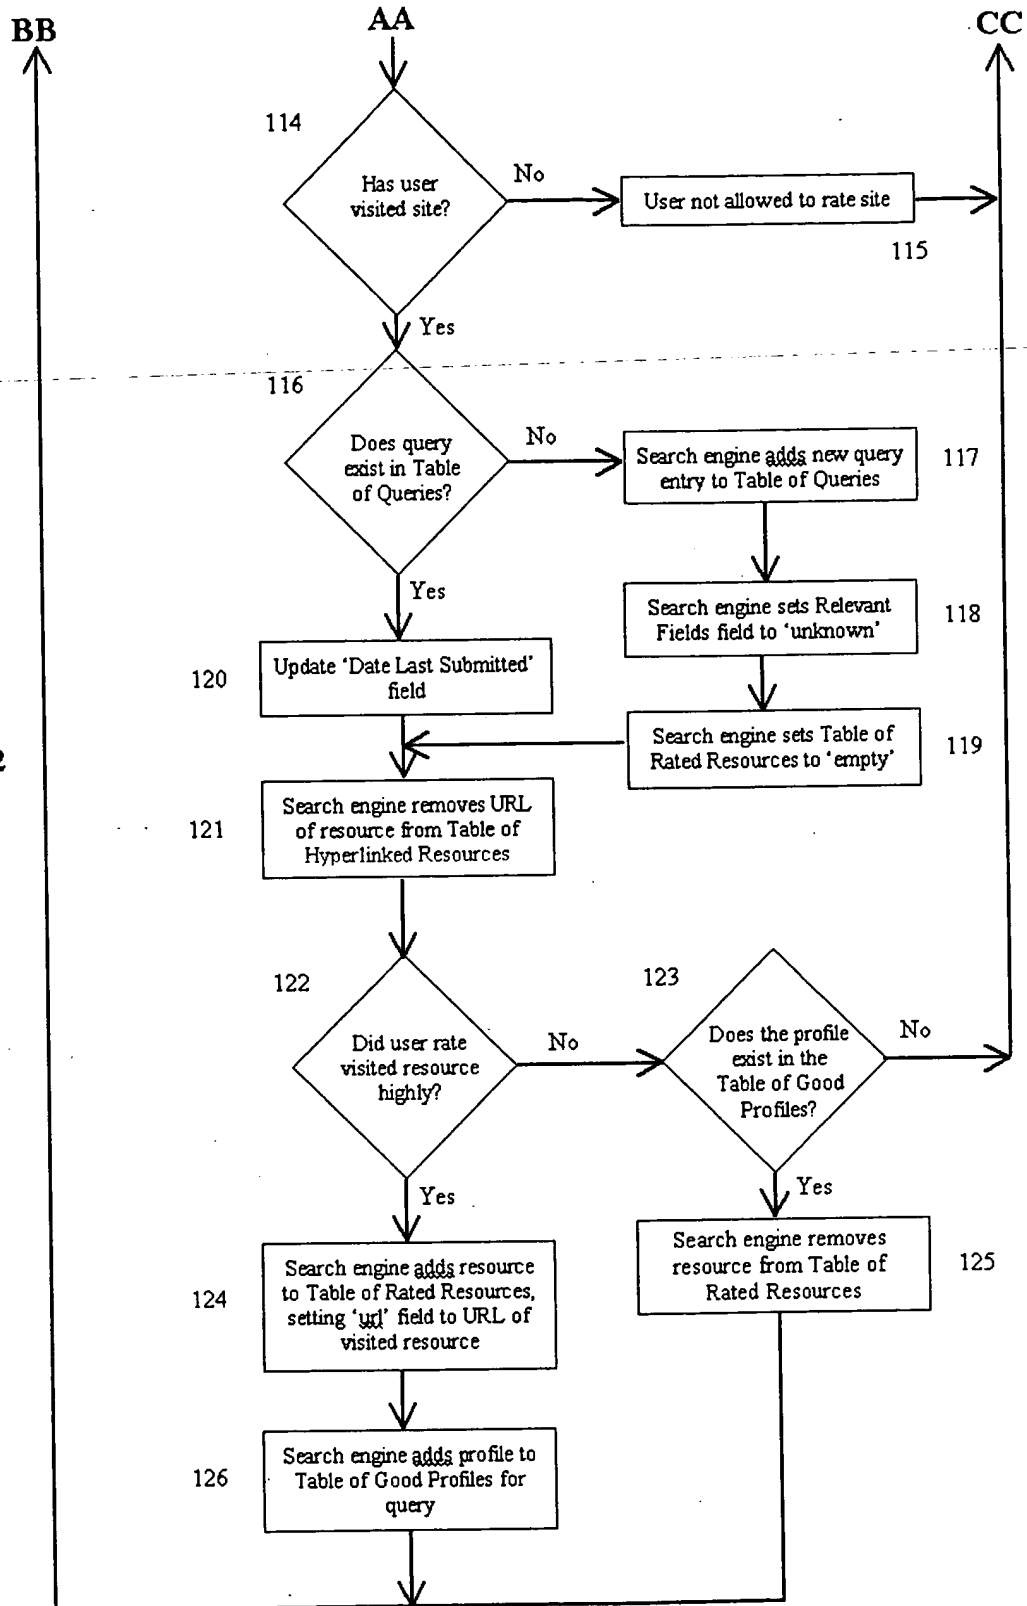 BB
AA
CC
114
Has user
visited site?
No
User not allowed to rate site
115
Yes
116
Does query
exist in Table
of Queries?
No
Search engine adds new query
entry to Table of Queries
117
Yes
Search engine sets Relevant
Fields field to ‘unknown’
118
120
Update ‘Date Last Submitted’
field
Search engine sets Table of
Rated Resources to ‘empty’
119
2
121
Search engine removes URL
of resource from Table of
Hyperlinked Resources
122
Did user rate
visited resource
highly?
No
123
Does the profile
exist in the
Table of Good
Profiles?
No
Yes
Yes
124
Search engine adds resource
to Table of Rated Resources,
setting ‘url’ field to URL of
visited resource
Search engine removes
resource from Table of
Rated Resources
125
126
Search engine adds profile to
Table of Good Profiles for
query